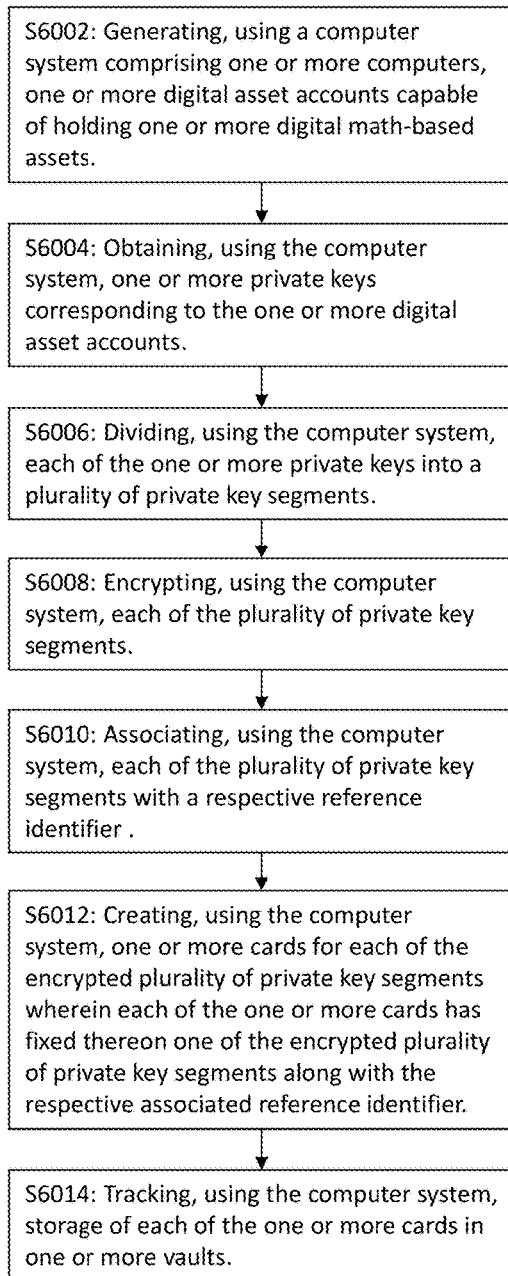 S6002: Generating, using a computer
system comprising one or more computers,
one or more digital asset accounts capable
of holding one or more digital math-based
assets.
S6004: Obtaining, using the computer
system, one or more private keys
corresponding to the one or more digital
asset accounts.
S6006: Dividing, using the computer system,
each of the one or more private keys into a
plurality of private key segments.
S6008: Encrypting, using the computer
system, each of the plurality of private key
segments.
S6010: Associating, using the computer
system, each of the plurality of private key
segments with a respective reference
identifier .
S6012: Creating, using the computer
system, one or more cards for each of the
encrypted plurality of private key segments
wherein each of the one or more cards has
fixed thereon one of the encrypted plurality
of private key segments along with the
respective associated reference identifier.
S6014: Tracking, using the computer system,
storage of each of the one or more cards in
one or more vaults.